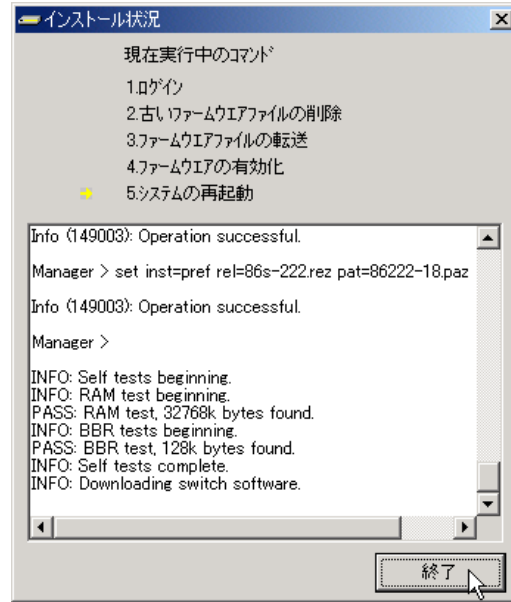 インストール状況
現在実行中のｺﾏﾝﾄﾞ
1.ﾛｸﾞｲﾝ
2.古いﾌｧｰﾑｳｴｱﾌｧｲﾙの削除
3.ﾌｧｰﾑｳｴｱﾌｧｲﾙの転送
4.ﾌｧｰﾑｳｴｱの有効化
5.ｼｽﾃﾑの再起動
Info (149003): Operation successful.
Manager > set inst=pref rel=86s-222.rez pat=86222-18.paz
Info (149003): Operation successful.
Manager >
INFO: Self tests beginning.
INFO: RAM test beginning.
PASS: RAM test, 32768k bytes found.
INFO: BBR tests beginning.
PASS: BBR test, 128k bytes found.
INFO: Self tests complete.
INFO: Downloading switch software.
終了